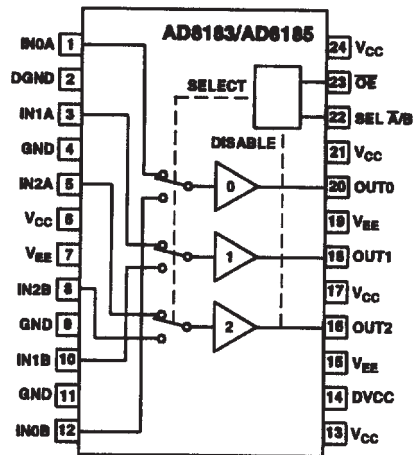 AD8183/AD8185
IN0A 1
DGND 2
IN1A 3
GND 4
IN2A 5
VCC 6
VEE 7
IN2B 8
GND 9
IN1B 10
GND 11
IN0B 12
SELECT
DISABLE
0
1
2
24 VCC
23 OE
22 SEL A/B
21 VCC
20 OUT0
19 VEE
18 OUT1
17 VCC
16 OUT2
15 VEE
14 DVCC
13 VCC